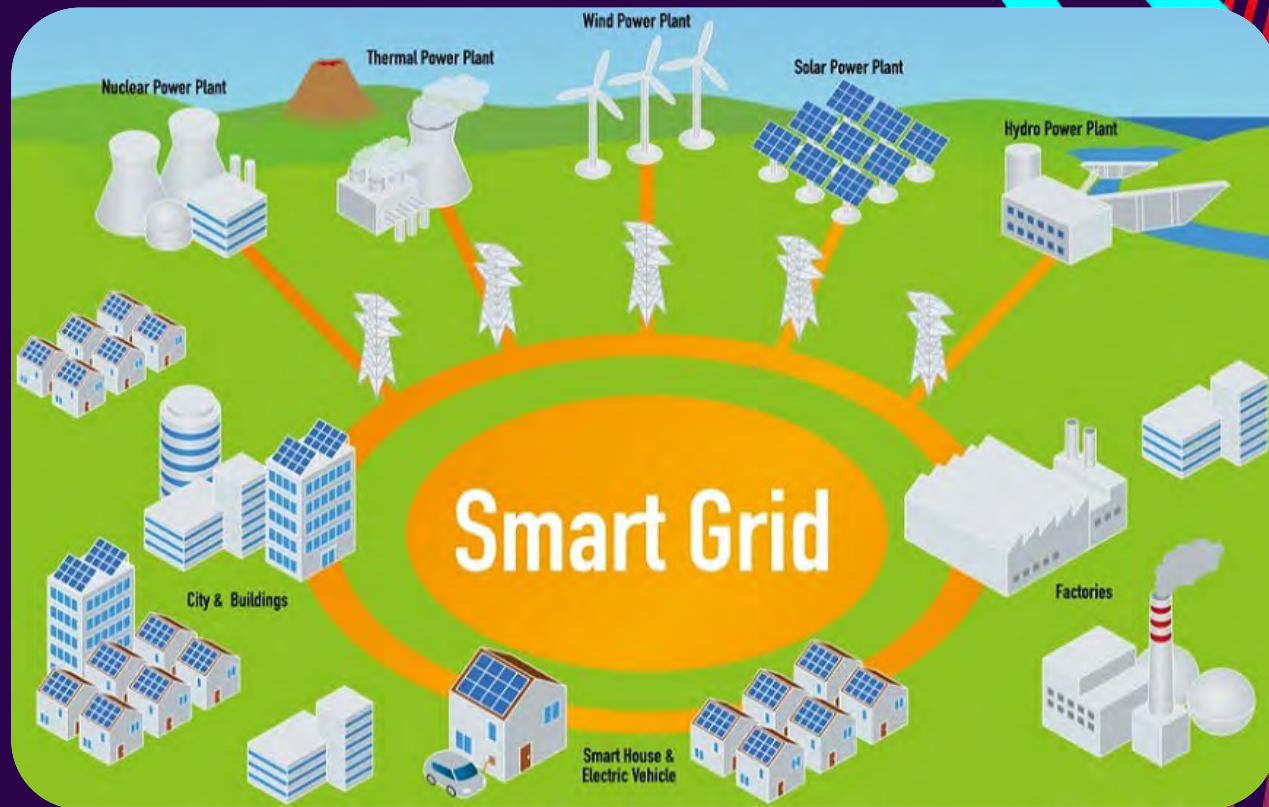 Wind Power Plant
Thermal Power Plant
Solar Power Plant
Nuclear Power Plant
Hydro Power Plant
Smart Grid
City & Buildings
Factories
Smart House &
Electric Vehicle